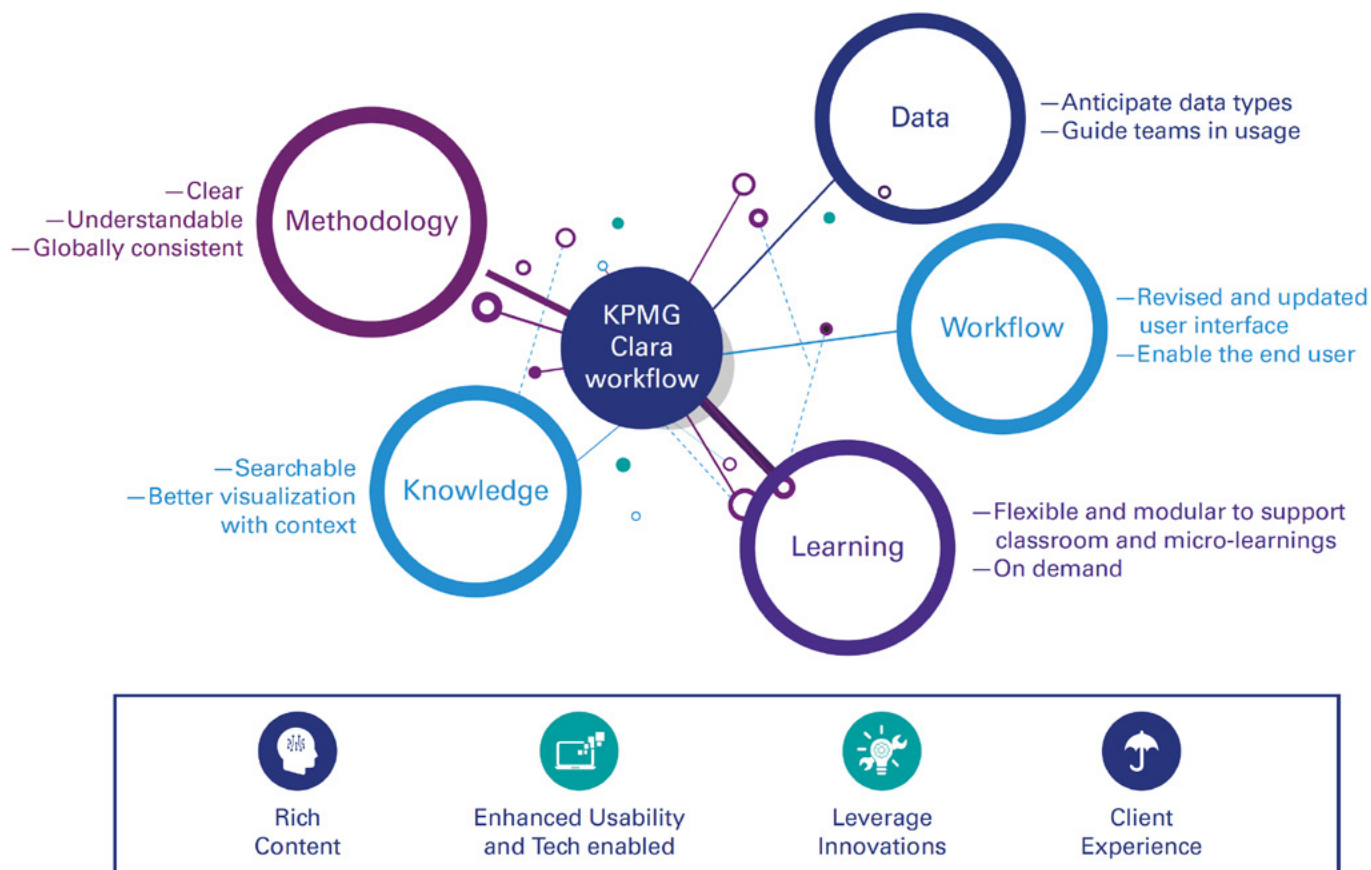 Data
—Anticipate data types
—Guide teams in usage
—Clear
—Understandable
—Globally consistent
Methodology
KPMG
Clara
workflow
Workflow
—Revised and updated
user interface
—Enable the end user
—Searchable
—Better visualization
with context
Knowledge
Learning
—Flexible and modular to support
classroom and micro-learnings
—On demand
Rich
Content
Enhanced Usability
and Tech enabled
Leverage
Innovations
Client
Experience